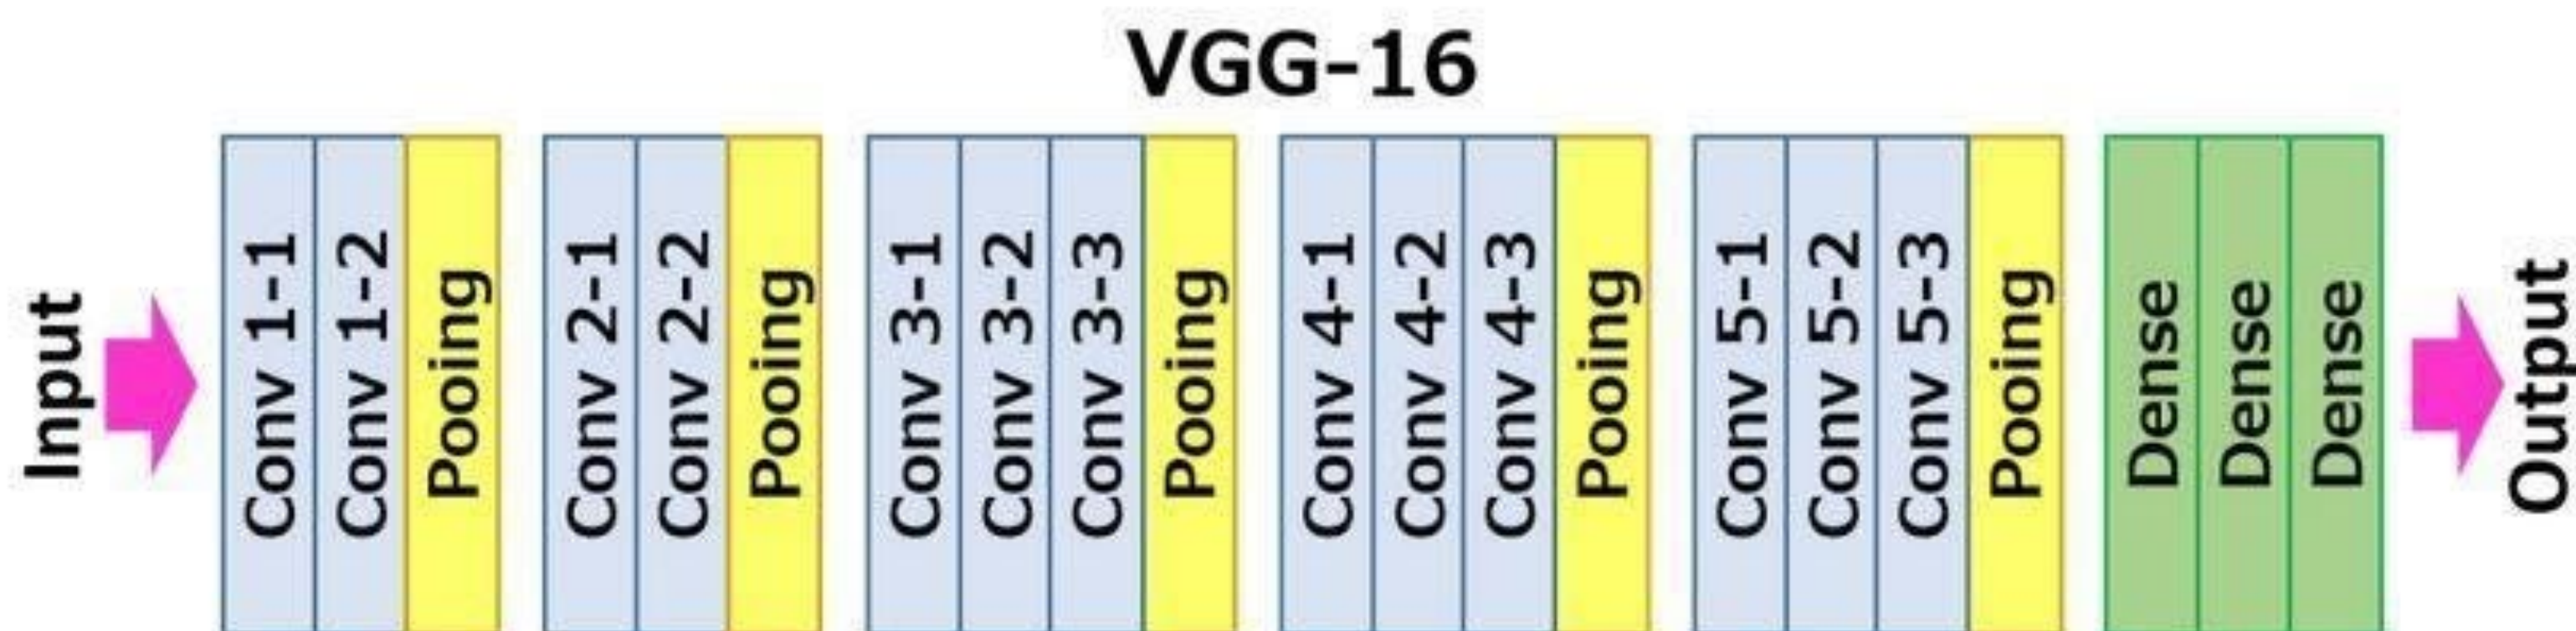 VGG-16
Input
Conv 1-1
Conv 1-2
Pooing
Conv 2-1
Conv 2-2
Pooing
Conv 3-1
Conv 3-2
Conv 3-3
Pooing
Conv 4-1
Conv 4-2
Conv 4-3
Pooing
Conv 5-1
Conv 5-2
Conv 5-3
Pooing
Dense
Dense
Dense
Output